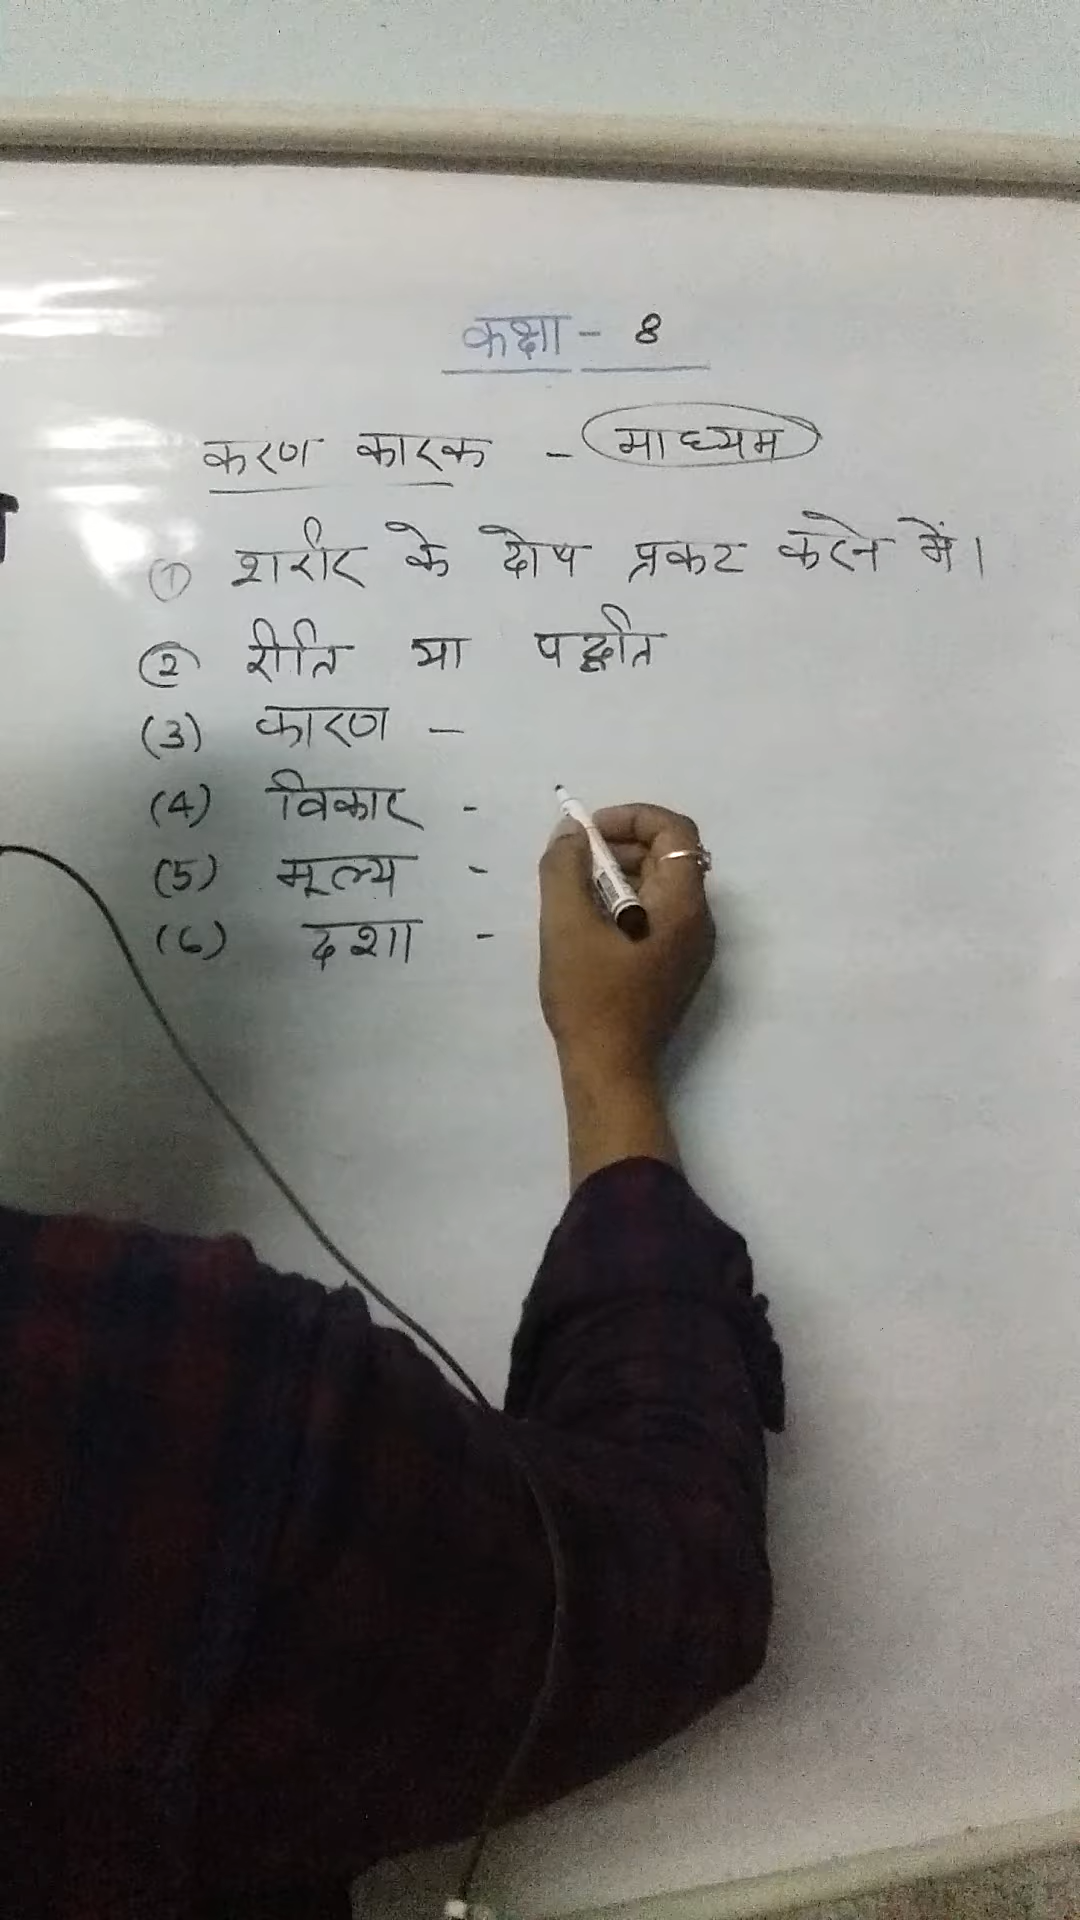 कक्षा - 8
करण कारक - माध्यम
① शरीर के दोष प्रकट करने में।
② रीति या पद्धति
(3) कारण -
(4) विकार -
(5) मूल्य -
(6) दशा -